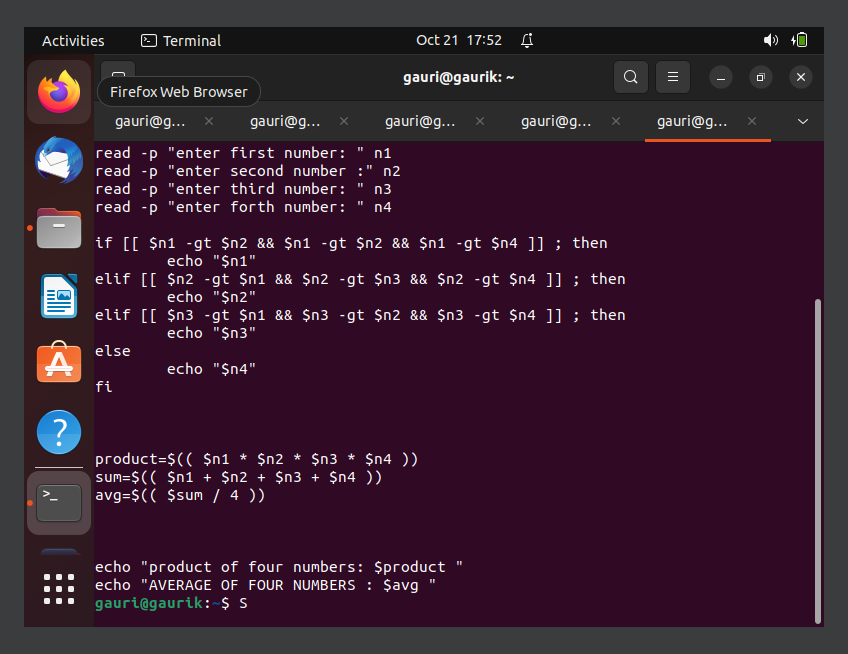 Activities
Terminal
Oct 21 17:52
gauri@gaurik: ~
Firefox Web Browser
gauri@g...
gauri@g...
gauri@g...
gauri@g...
gauri@g...
read -p "enter first number: " n1
read -p "enter second number :" n2
read -p "enter third number: " n3
read -p "enter forth number: " n4
if [[ $n1 -gt $n2 && $n1 -gt $n2 && $n1 -gt $n4 ]] ; then
echo "$n1"
elif [[ $n2 -gt $n1 && $n2 -gt $n3 && $n2 -gt $n4 ]] ; then
echo "$n2"
elif [[ $n3 -gt $n1 && $n3 -gt $n2 && $n3 -gt $n4 ]] ; then
echo "$n3"
else
echo "$n4"
fi
product=$(( $n1 * $n2 * $n3 * $n4 ))
sum=$(( $n1 + $n2 + $n3 + $n4 ))
avg=$(( $sum / 4 ))
echo "product of four numbers: $product "
echo "AVERAGE OF FOUR NUMBERS : $avg "
gauri@gaurik:~$ S